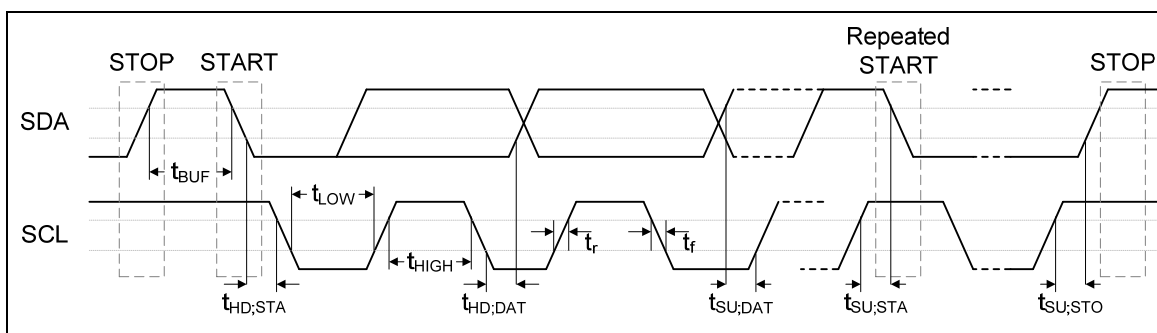 Repeated
STOP START START STOP
SDA
tBUF
tLOW
SCL
tHIGH tr tf
tHD;STA tHD;DAT tSU;DAT tSU;STA tSU;STO